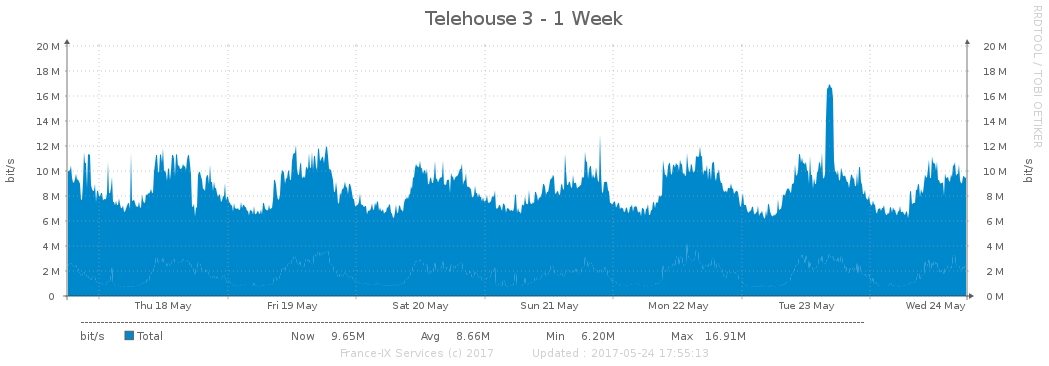 Telehouse 3 - 1 Week
RRDTOOL / TOBI OETIKER
20 M 20 M
18 M 18 M
16 M 16 M
14 M 14 M
12 M 12 M
10 M 10 M
8 M 8 M
6 M 6 M
4 M 4 M
2 M 2 M
0 0 M
bit/s bit/s
Thu 18 May Fri 19 May Sat 20 May Sun 21 May Mon 22 May Tue 23 May Wed 24 May
bit/s Total Now 9.65M Avg 8.66M Min 6.20M Max 16.91M
France-IX Services (c) 2017 Updated : 2017-05-24 17:55:13